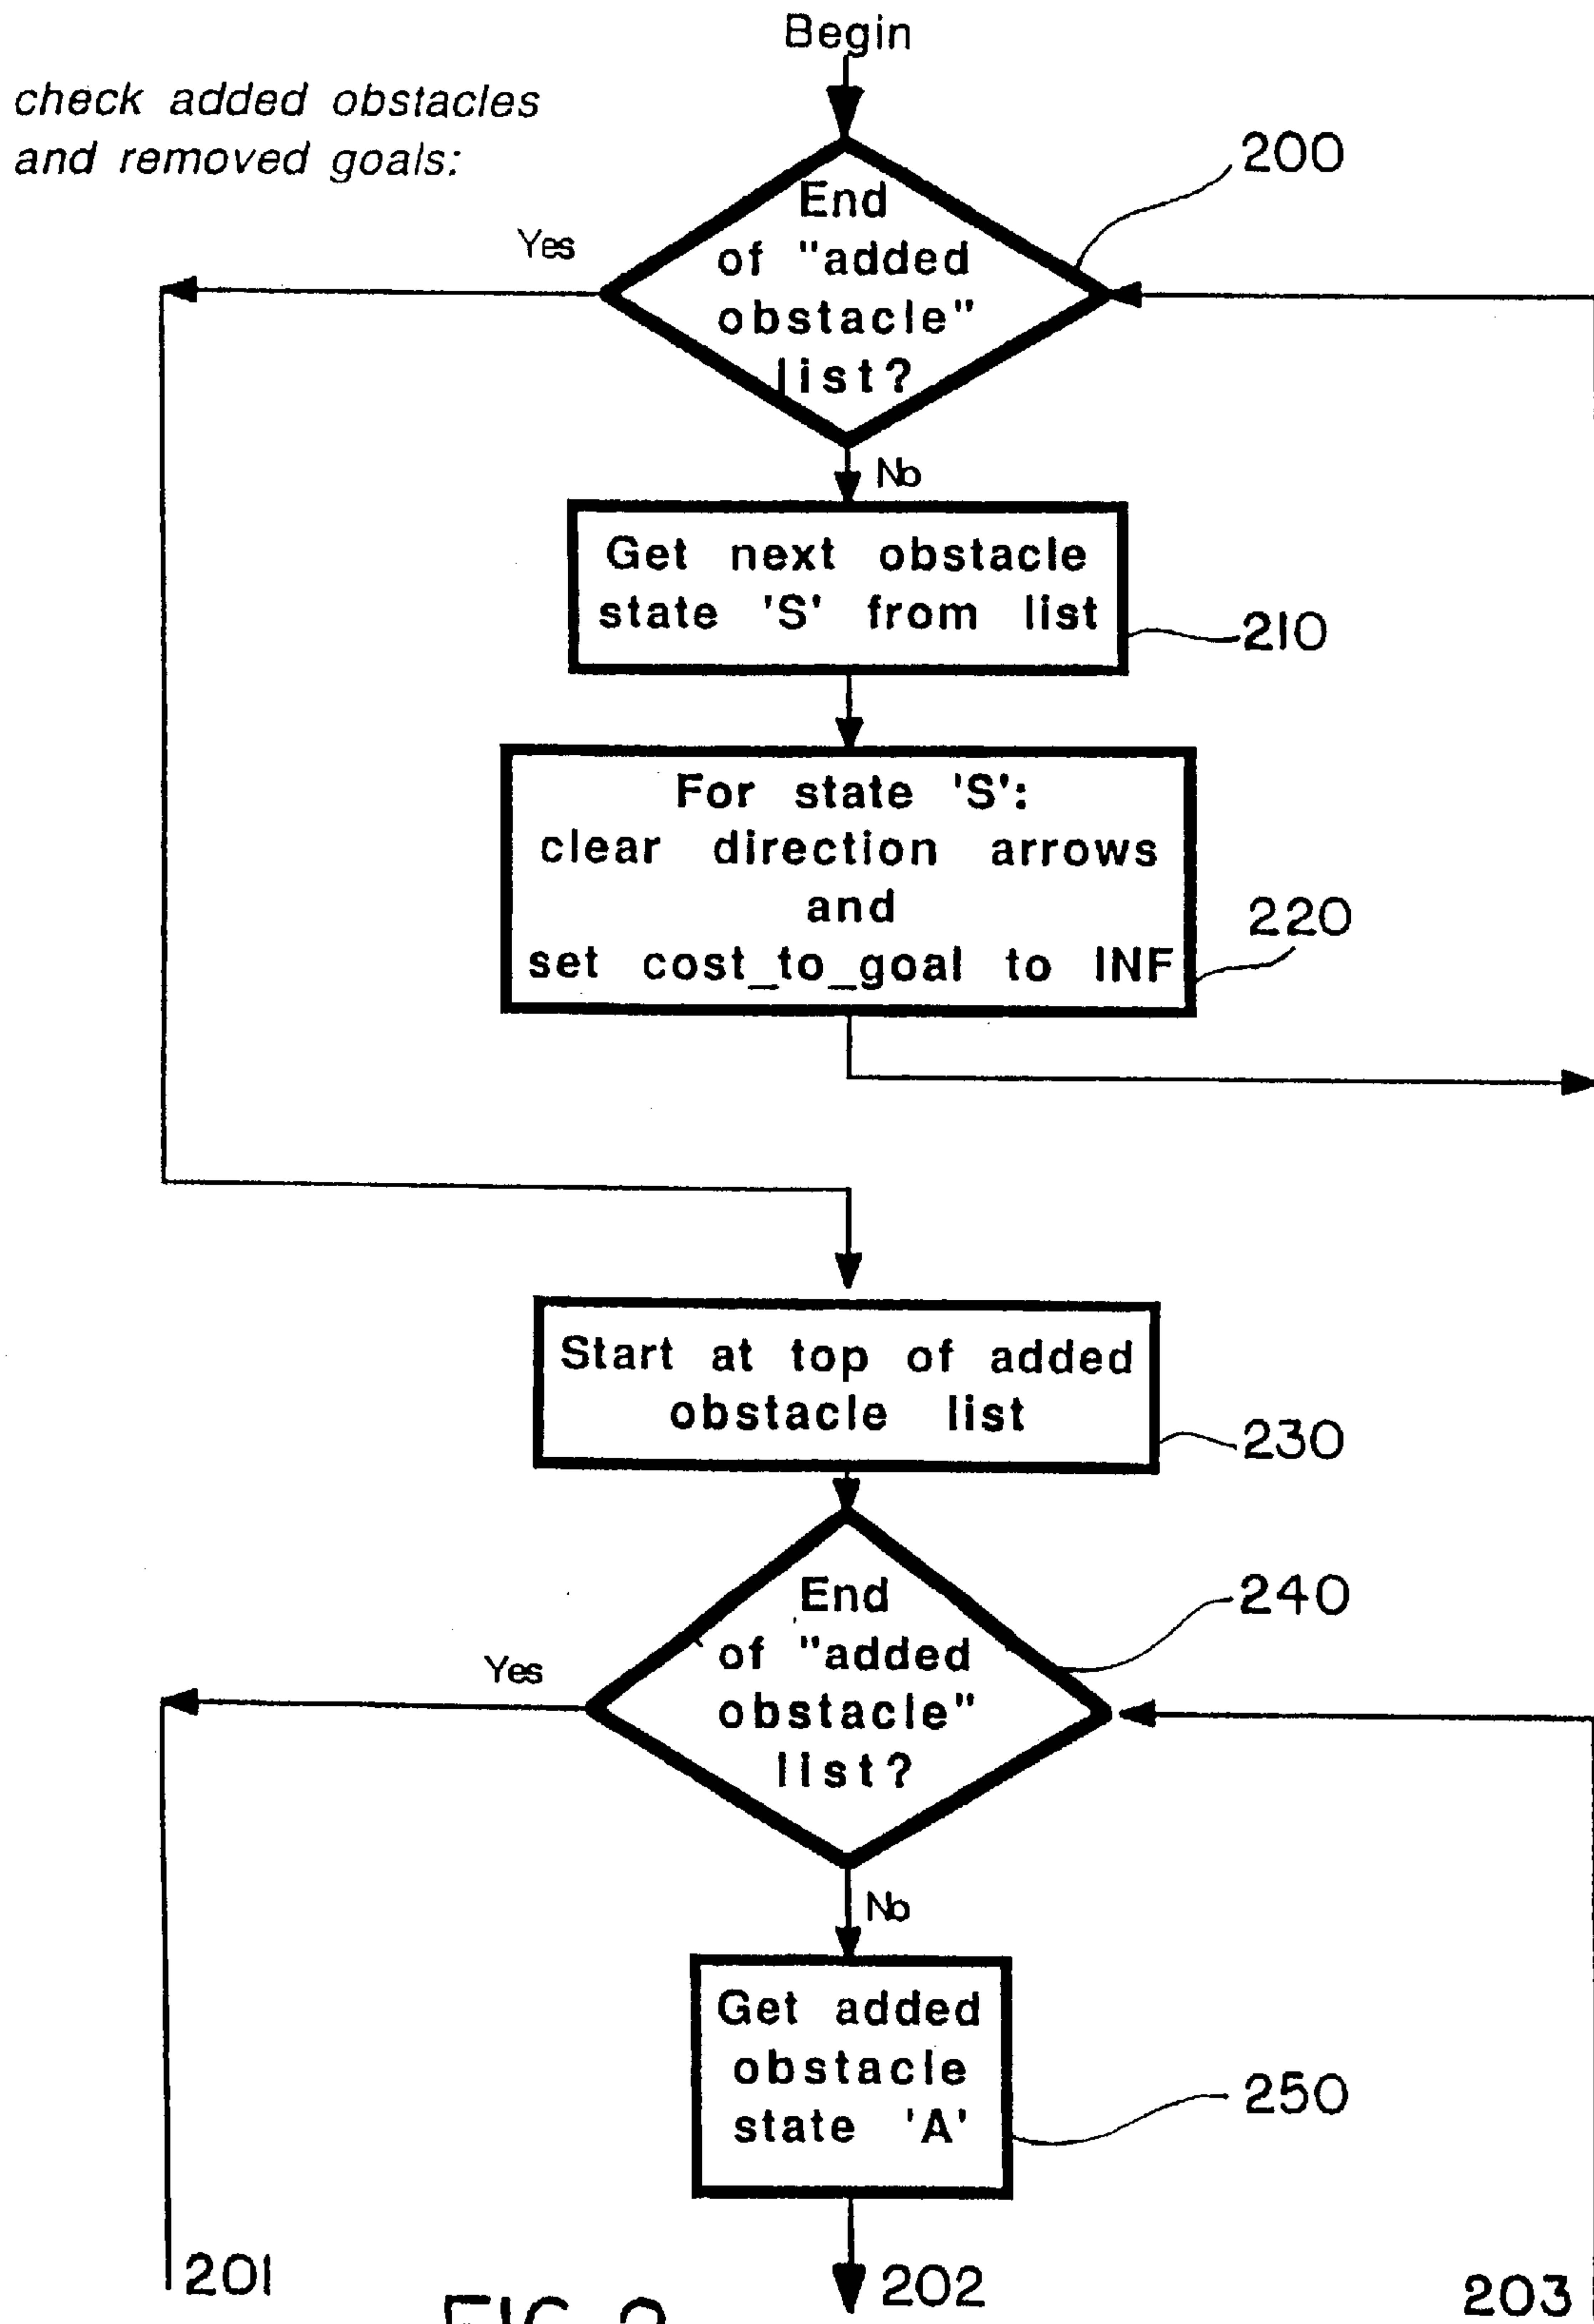 Begin
check added obstacles
and removed goals:
200
End
of "added
obstacle"
list?
Yes
No
Get next obstacle
state 'S' from list
210
For state 'S':
clear direction arrows
and
set cost_to_goal to INF
220
Start at top of added
obstacle list
230
End
of "added
obstacle"
list?
240
Yes
No
Get added
obstacle
state 'A'
250
201
202
203
FIG. 2